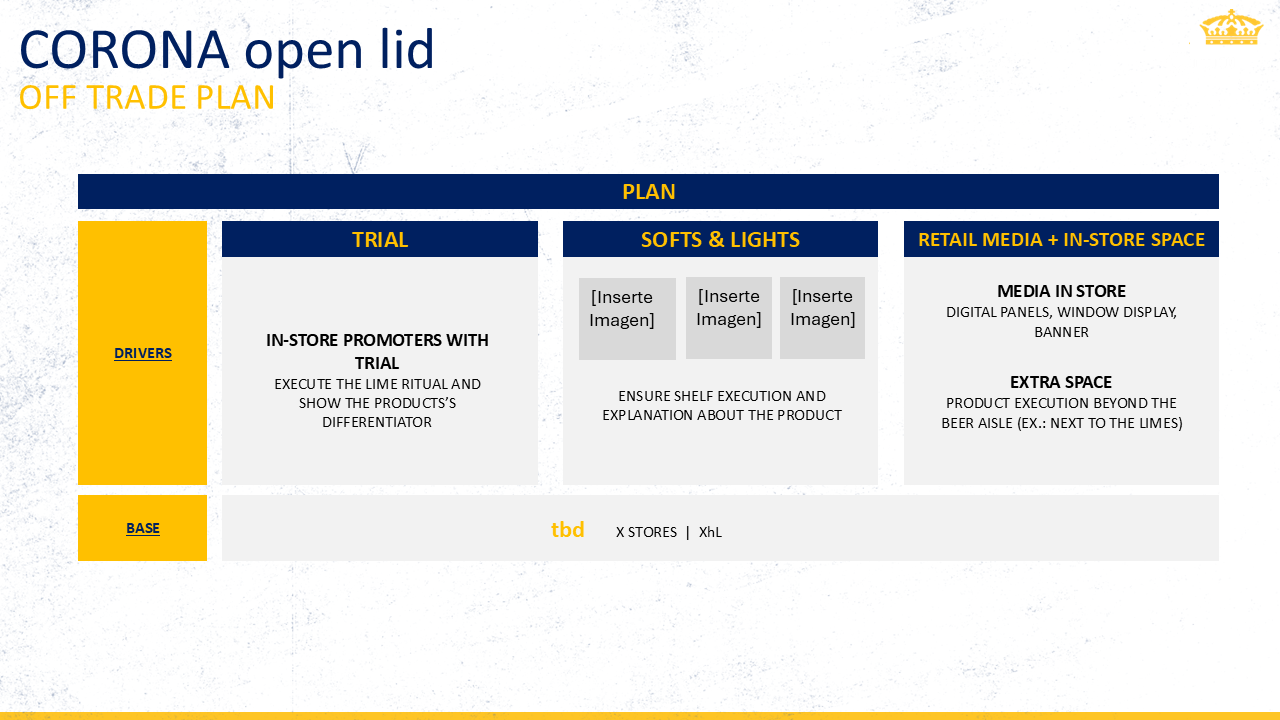 CORONA open lid
OFF TRADE PLAN
PLAN
DRIVERS
TRIAL
IN-STORE PROMOTERS WITH
TRIAL
EXECUTE THE LIME RITUAL AND
SHOW THE PRODUCTS’S
DIFFERENTIATOR
SOFTS & LIGHTS
[Inserte
Imagen]
[Inserte
Imagen]
[Inserte
Imagen]
ENSURE SHELF EXECUTION AND
EXPLANATION ABOUT THE PRODUCT
RETAIL MEDIA + IN-STORE SPACE
MEDIA IN STORE
DIGITAL PANELS, WINDOW DISPLAY,
BANNER
EXTRA SPACE
PRODUCT EXECUTION BEYOND THE
BEER AISLE (EX.: NEXT TO THE LIMES)
BASE
tbd X STORES | XhL